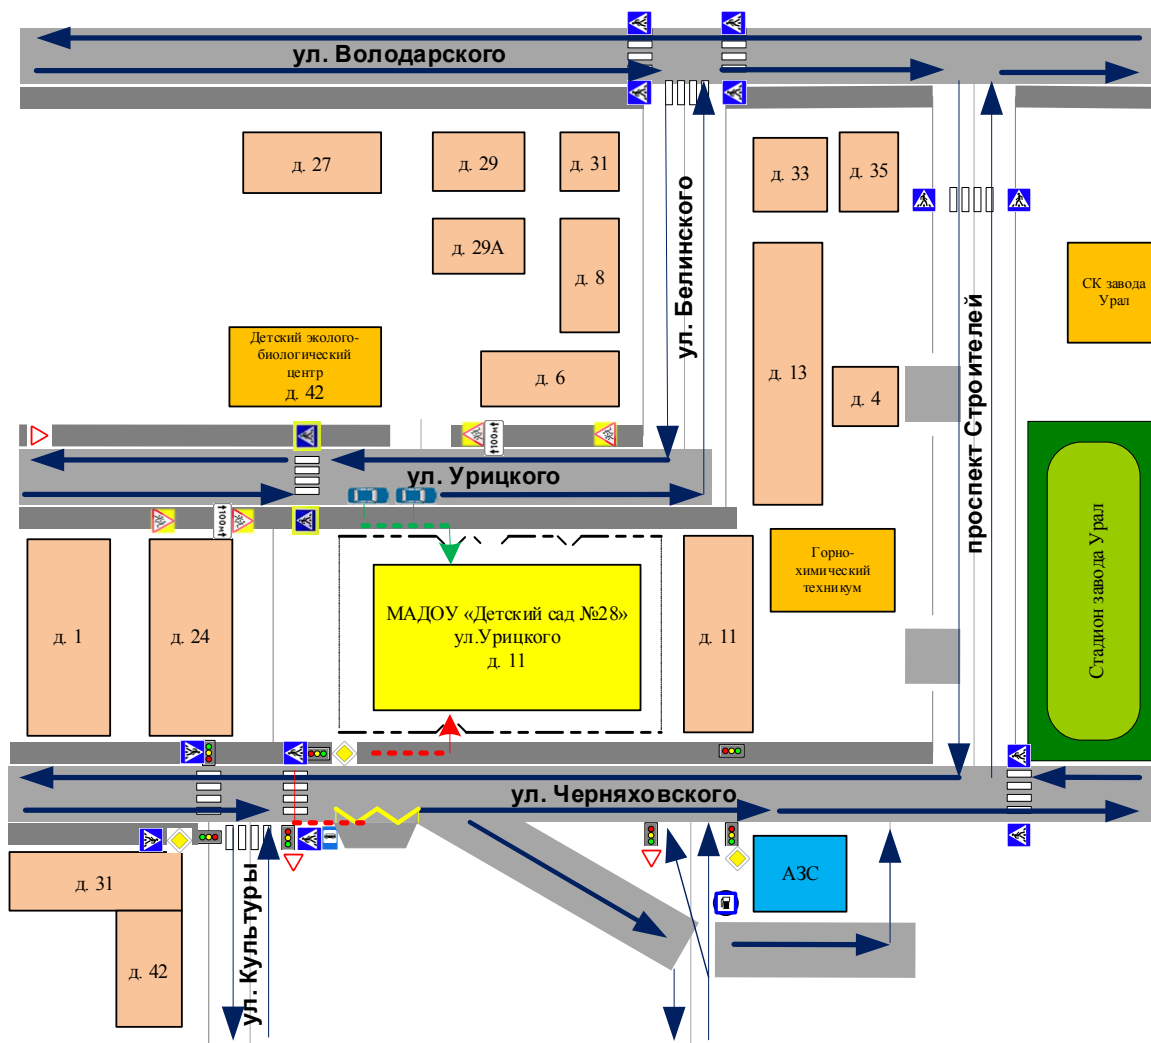 ул. Володарского
д. 27
д. 29
д. 31
д. 33
д. 35
д. 29А
д. 8
ул. Белинского
СК завода
Урал
Детский эколого-
биологический
центр
д. 42
д. 6
д. 13
д. 4
проспект Строителей
100м
ул. Урицкого
100м
Стадион завода Урал
Горно-
химический
техникум
д. 1
д. 24
МАДОУ «Детский сад №28»
ул.Урицкого
д. 11
д. 11
ул. Черняховского
д. 31
АЗС
ул. Культуры
д. 42